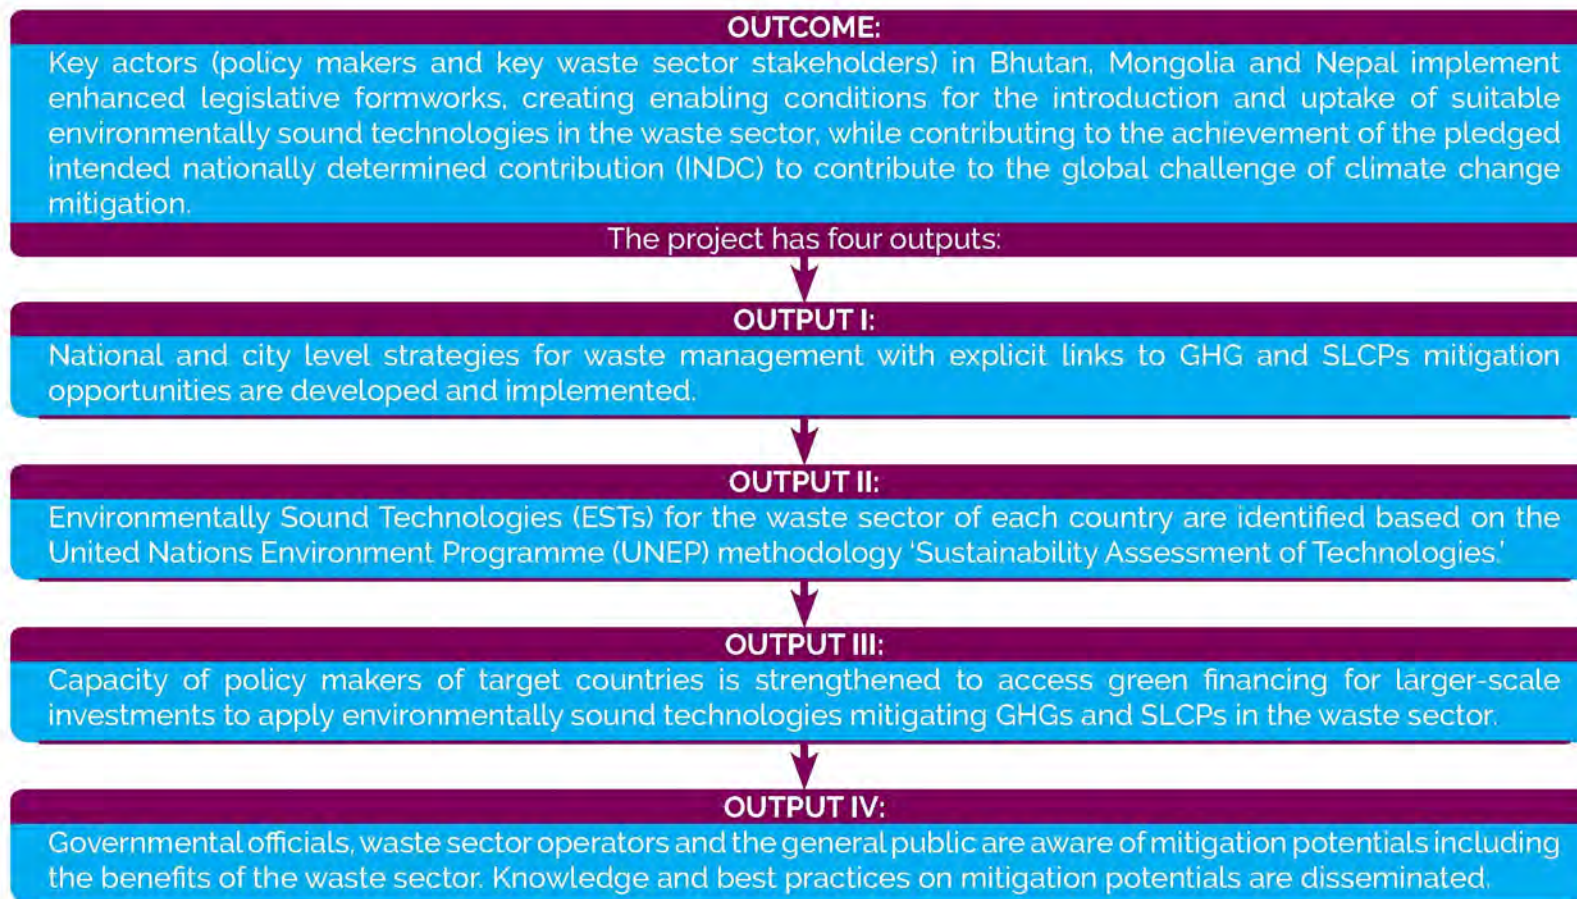 OUTCOME:
Key actors (policy makers and key waste sector stakeholders) in Bhutan, Mongolia and Nepal implement
enhanced legislative formworks, creating enabling conditions for the introduction and uptake of suitable
environmentally sound technologies in the waste sector, while contributing to the achievement of the pledged
intended nationally determined contribution (INDC) to contribute to the global challenge of climate change
mitigation.
The project has four outputs:
OUTPUT I:
National and city level strategies for waste management with explicit links to GHG and SLCPs mitigation
opportunities are developed and implemented.
OUTPUT II:
Environmentally Sound Technologies (ESTs) for the waste sector of each country are identified based on the
United Nations Environment Programme (UNEP) methodology ‘Sustainability Assessment of Technologies.’
OUTPUT III:
Capacity of policy makers of target countries is strengthened to access green financing for larger-scale
investments to apply environmentally sound technologies mitigating GHGs and SLCPs in the waste sector.
OUTPUT IV:
Governmental officials, waste sector operators and the general public are aware of mitigation potentials including
the benefits of the waste sector. Knowledge and best practices on mitigation potentials are disseminated.